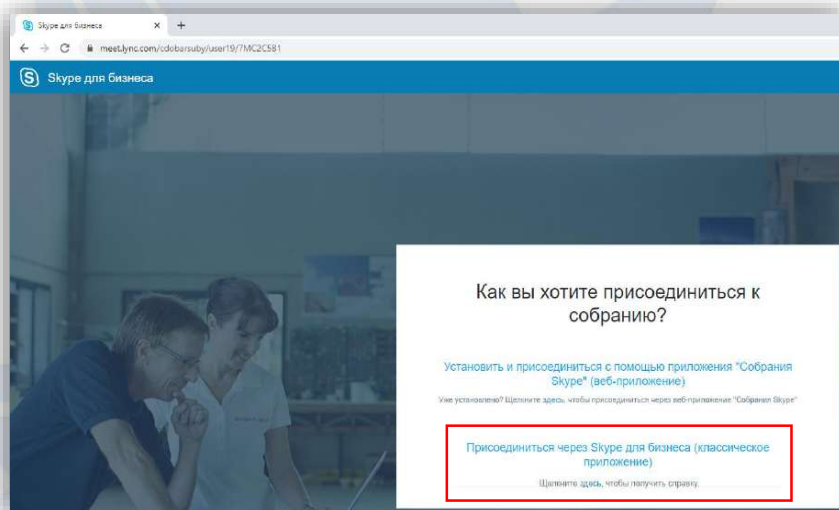 Skype для бизнеса
meet.lync.com/cdobarsuby/user19/7MC2C581
Skype для бизнеса
Как вы хотите присоединиться к
собранию?
Установить и присоединиться с помощью приложения "Собрания
Skype" (веб-приложение)
Уже установлено? Щелкните здесь, чтобы присоединиться через веб-приложение "Собрания Skype"
Присоединиться через Skype для бизнеса (классическое
приложение)
Щелкните здесь, чтобы получить справку.